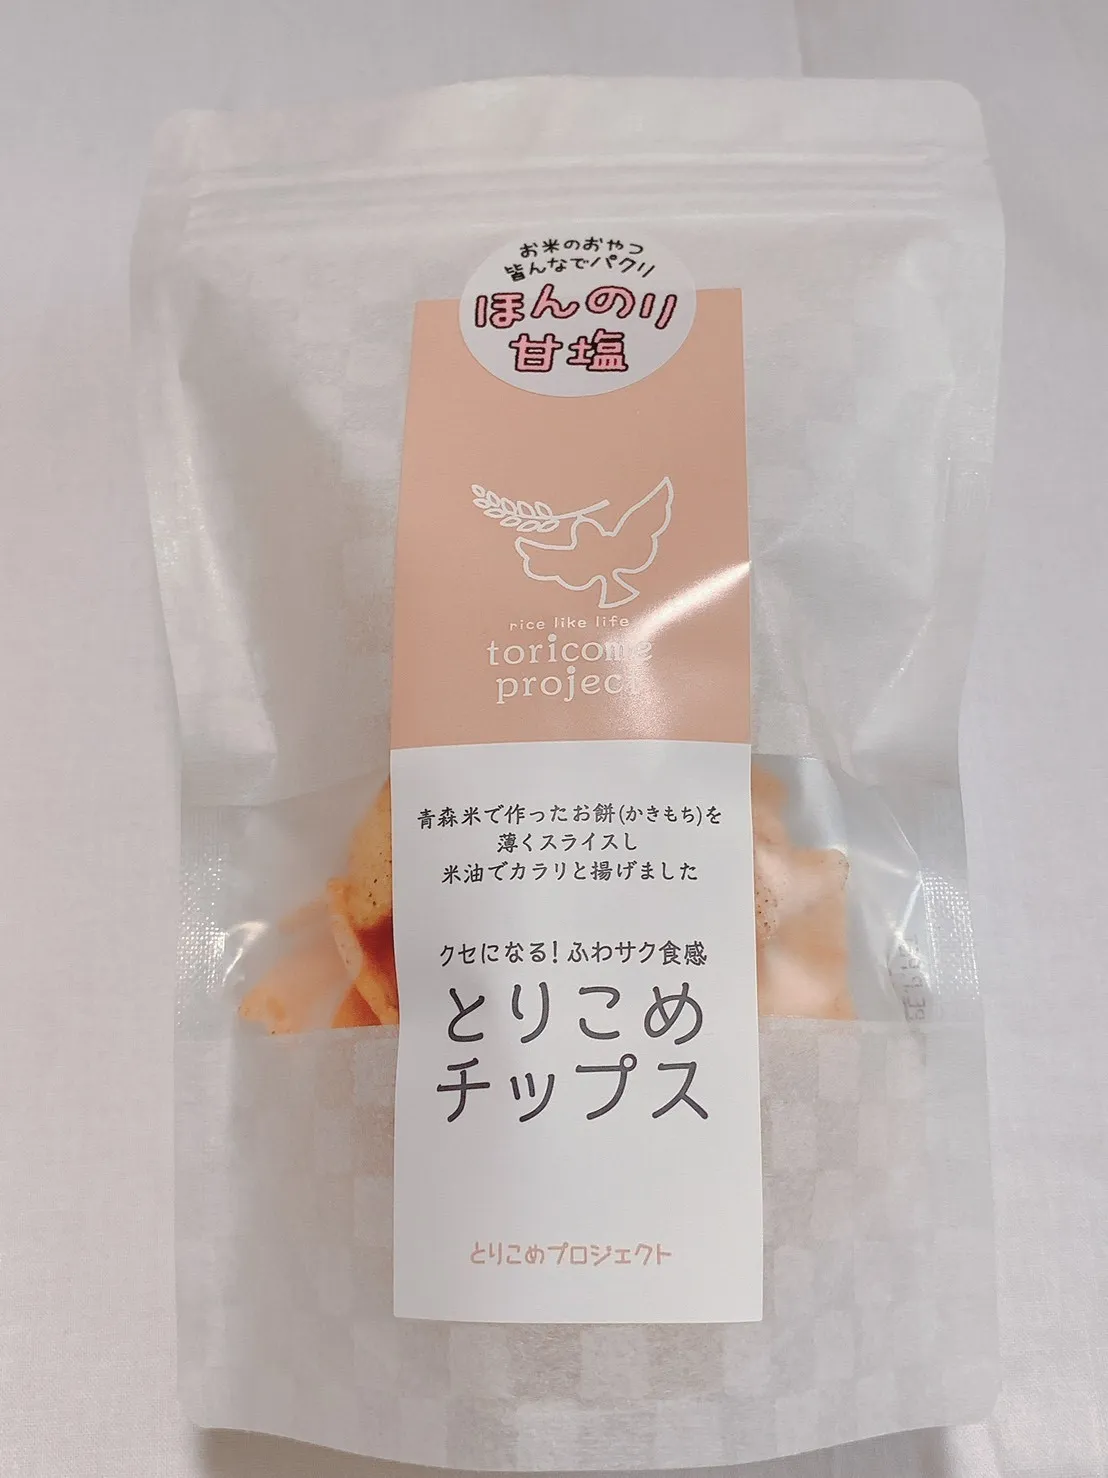 お米のおやつ
皆んなでパクリ
ほんのり
甘塩
rice like life
toricome
project
青森米で作ったお餅(かきもち)を
薄くスライスし
米油でカラリと揚げました
クセになる!ふわサク食感
とりこめ
チップス
とりこめプロジェクト